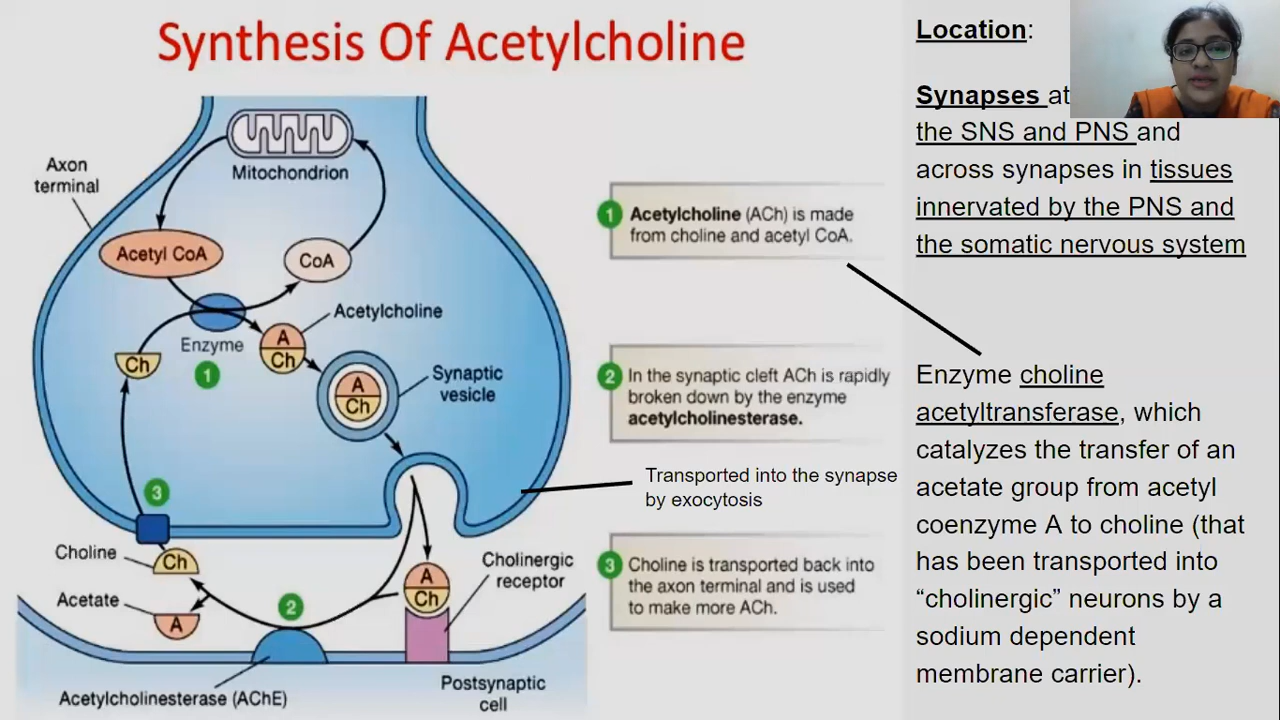 Synthesis Of Acetylcholine
Axon
terminal
Mitochondrion
Acetyl CoA
CoA
Acetylcholine
A
Ch
Enzyme
1
Ch
A
Ch
Synaptic
vesicle
3
Choline
Ch
Acetate
A
2
A
Ch
Cholinergic
receptor
Acetylcholinesterase (AChE)
Postsynaptic
cell
1 Acetylcholine (ACh) is made
from choline and acetyl CoA.
2 In the synaptic cleft ACh is rapidly
broken down by the enzyme
acetylcholinesterase.
Transported into the synapse
by exocytosis
3 Choline is transported back into
the axon terminal and is used
to make more ACh.
Location:
Synapses at
the SNS and PNS and
across synapses in tissues
innervated by the PNS and
the somatic nervous system
Enzyme choline
acetyltransferase, which
catalyzes the transfer of an
acetate group from acetyl
coenzyme A to choline (that
has been transported into
“cholinergic” neurons by a
sodium dependent
membrane carrier).